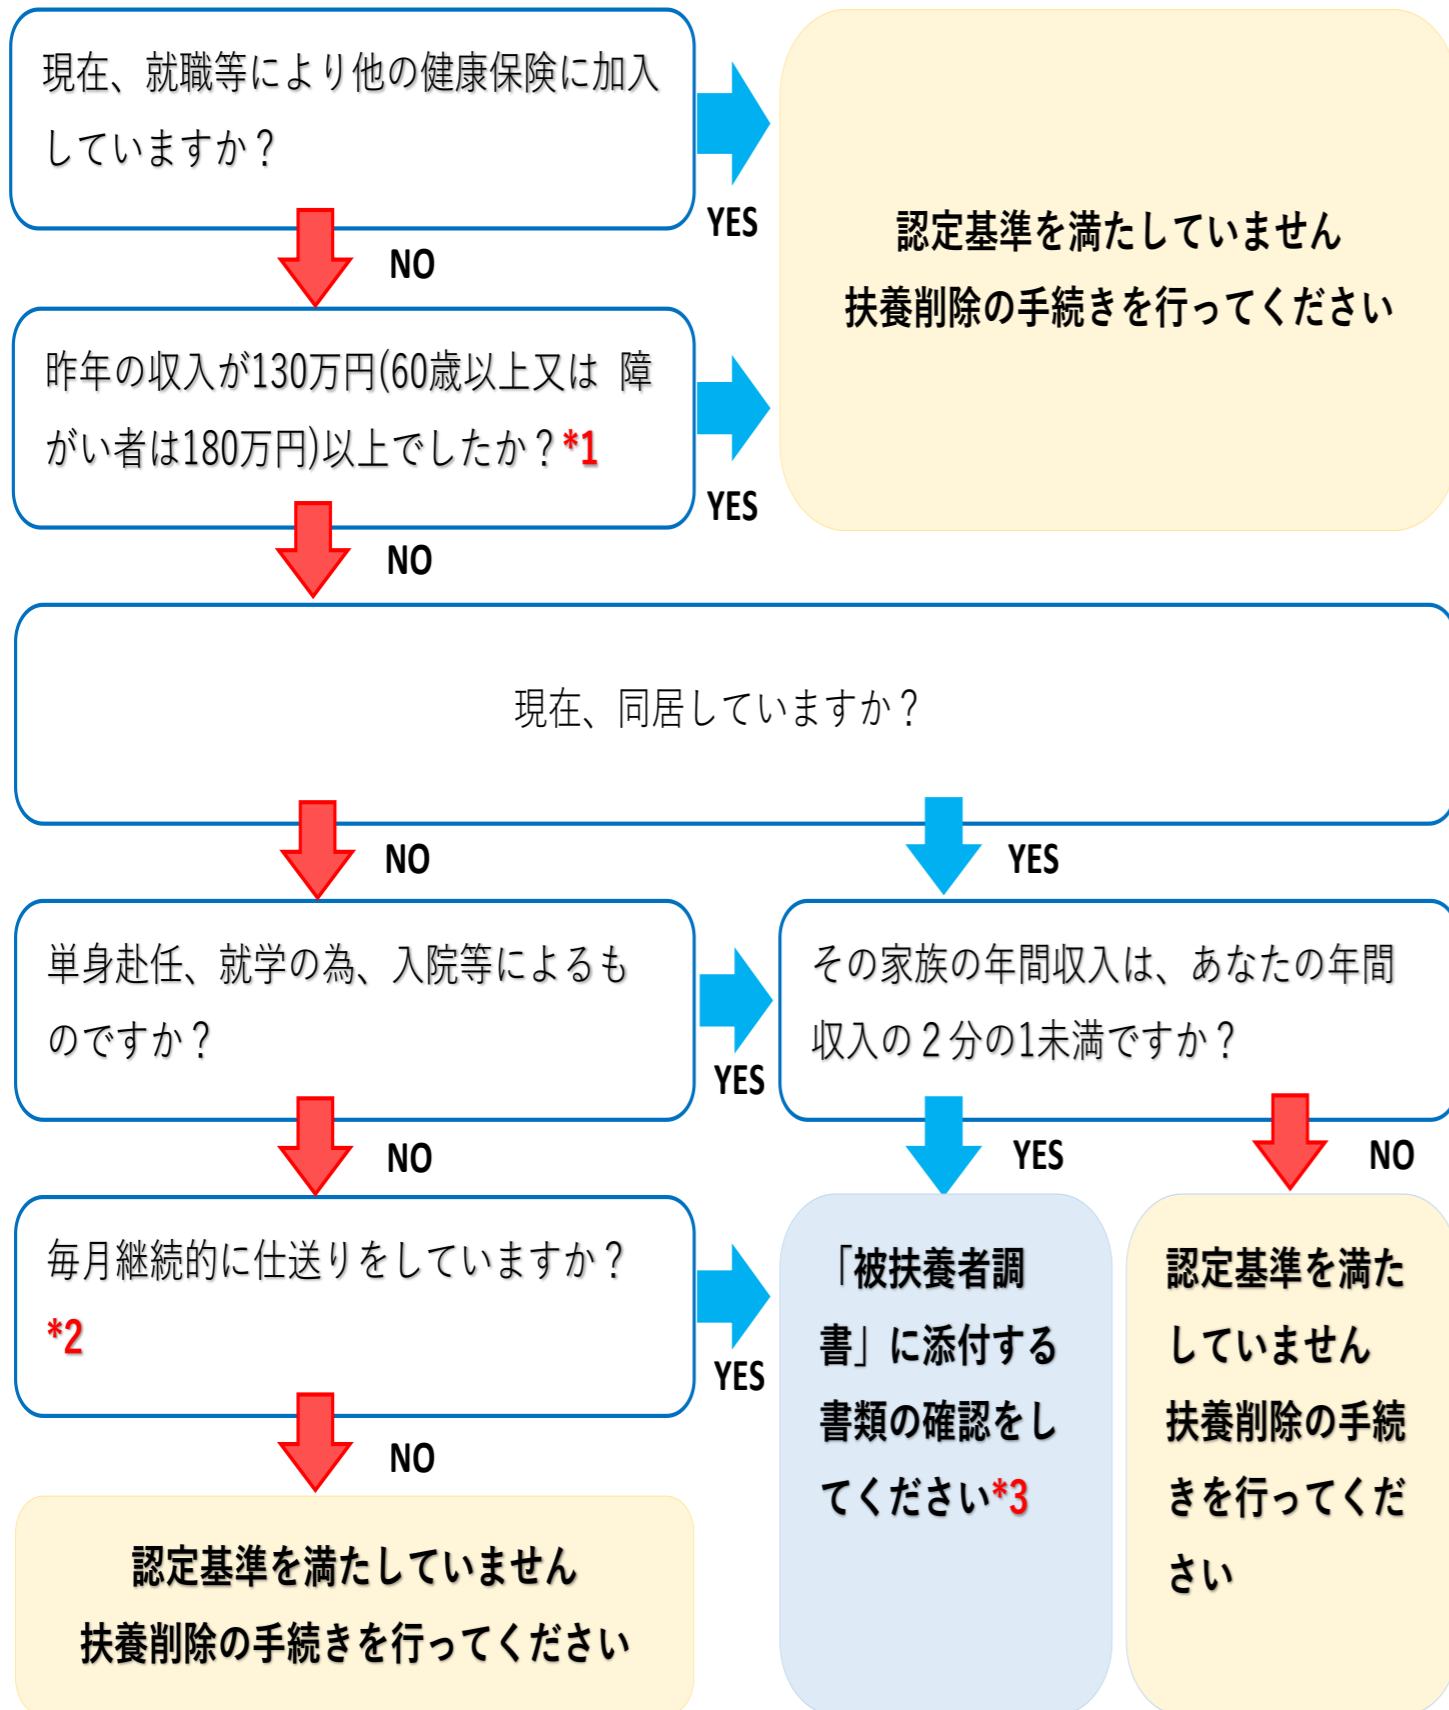 現在、就職等により他の健康保険に加入
していますか？
YES
認定基準を満たしていません
扶養削除の手続きを行ってください
NO
昨年の収入が130万円(60歳以上又は 障
がい者は180万円)以上でしたか？*1
YES
NO
現在、同居していますか？
NO
YES
単身赴任、就学の為、入院等によるも
のですか？
YES
その家族の年間収入は、あなたの年間
収入の２分の1未満ですか？
NO
YES
NO
毎月継続的に仕送りをしていますか？
*2
YES
「被扶養者調
書」に添付する
書類の確認をし
てください*3
認定基準を満た
していません
扶養削除の手続
きを行ってくだ
さい
NO
認定基準を満たしていません
扶養削除の手続きを行ってください